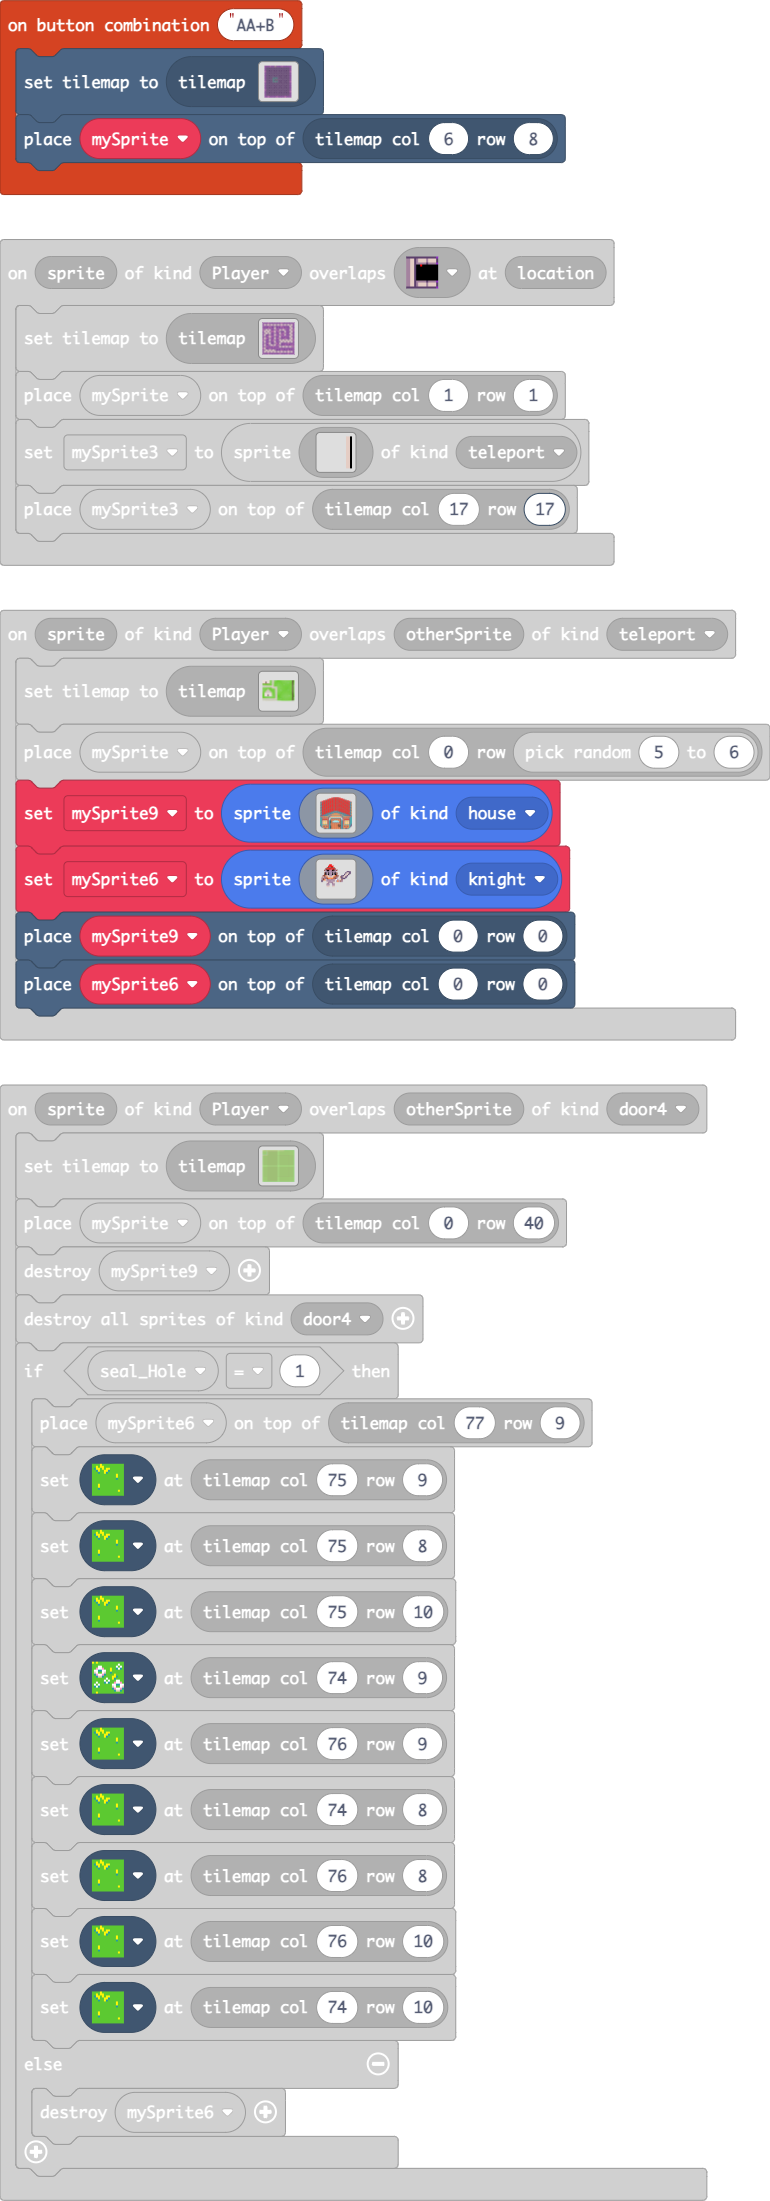 on button combination "AA+B"
set tilemap to tilemap
place mySprite on top of tilemap col 6 row 8
on sprite of kind Player overlaps at location
set tilemap to tilemap
place mySprite on top of tilemap col 1 row 1
set mySprite3 to sprite of kind teleport
place mySprite3 on top of tilemap col 17 row 17
on sprite of kind Player overlaps otherSprite of kind teleport
set tilemap to tilemap
place mySprite on top of tilemap col 0 row pick random 5 to 6
set mySprite9 to sprite of kind house
set mySprite6 to sprite of kind knight
place mySprite9 on top of tilemap col 0 row 0
place mySprite6 on top of tilemap col 0 row 0
on sprite of kind Player overlaps otherSprite of kind door4
set tilemap to tilemap
place mySprite on top of tilemap col 0 row 40
destroy mySprite9
destroy all sprites of kind door4
if seal_Hole = 1 then
place mySprite6 on top of tilemap col 77 row 9
set at tilemap col 75 row 9
set at tilemap col 75 row 8
set at tilemap col 75 row 10
set at tilemap col 74 row 9
set at tilemap col 76 row 9
set at tilemap col 74 row 8
set at tilemap col 76 row 8
set at tilemap col 76 row 10
set at tilemap col 74 row 10
else
destroy mySprite6